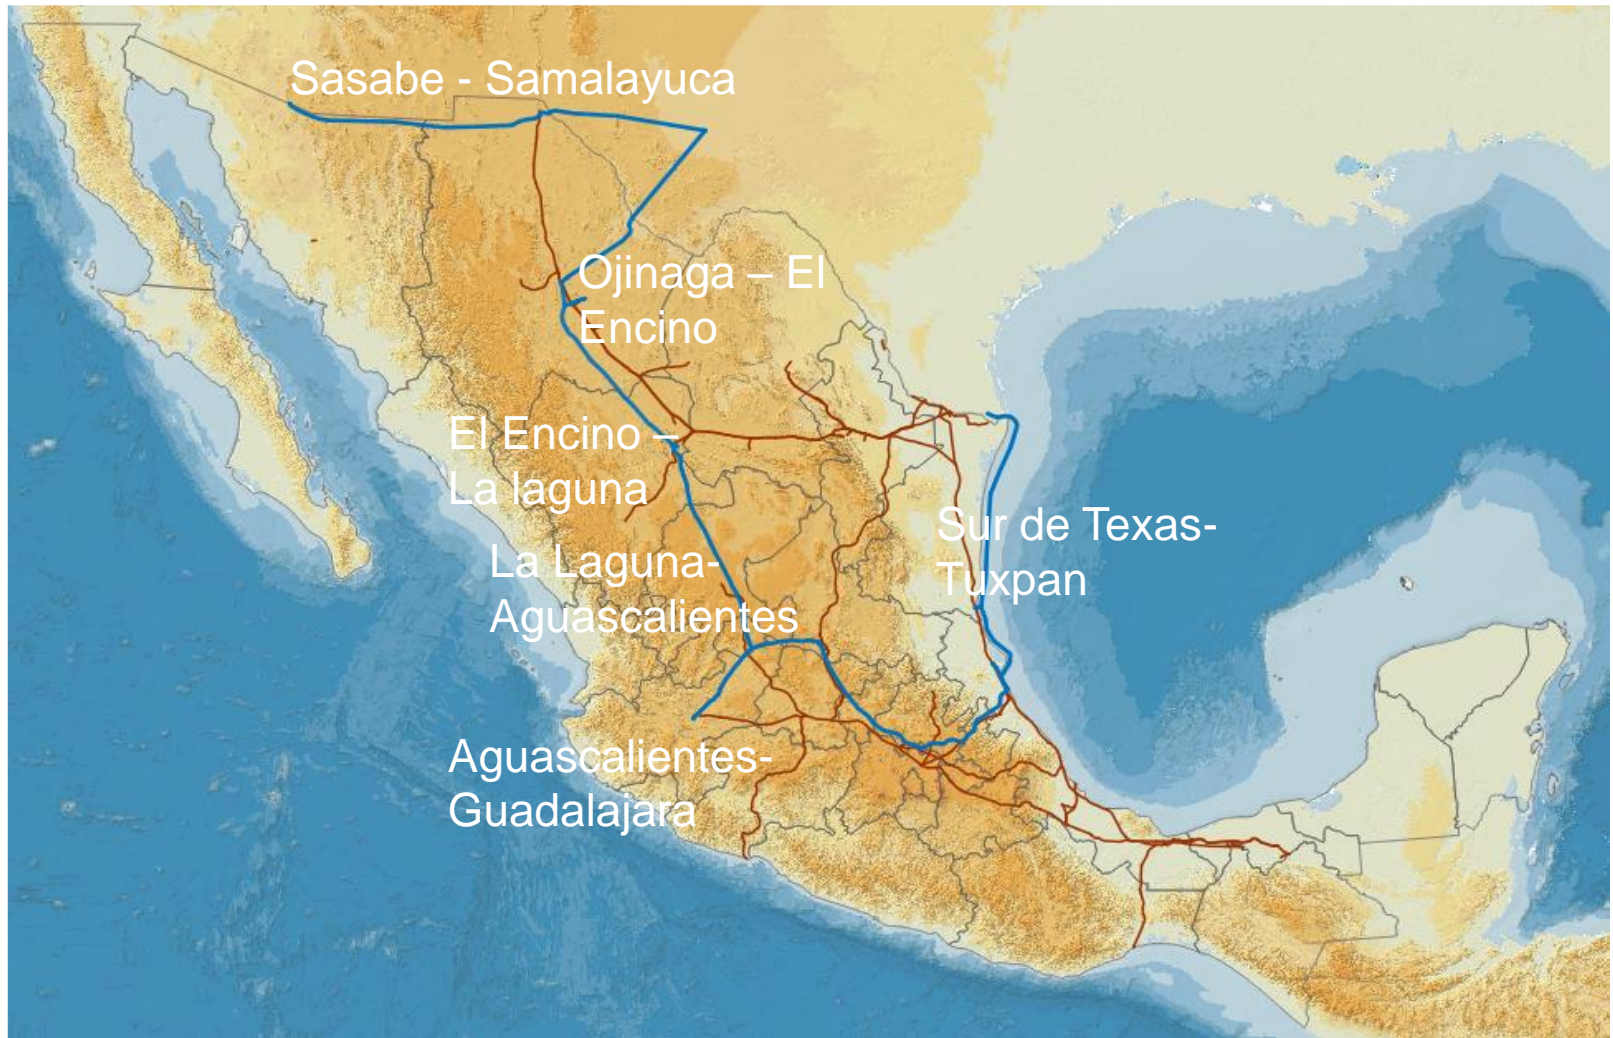 Sasabe - Samalayuca
Ojinaga – El
Encino
El Encino –
La laguna
Sur de Texas-
Tuxpan
La Laguna-
Aguascalientes
Aguascalientes-
Guadalajara